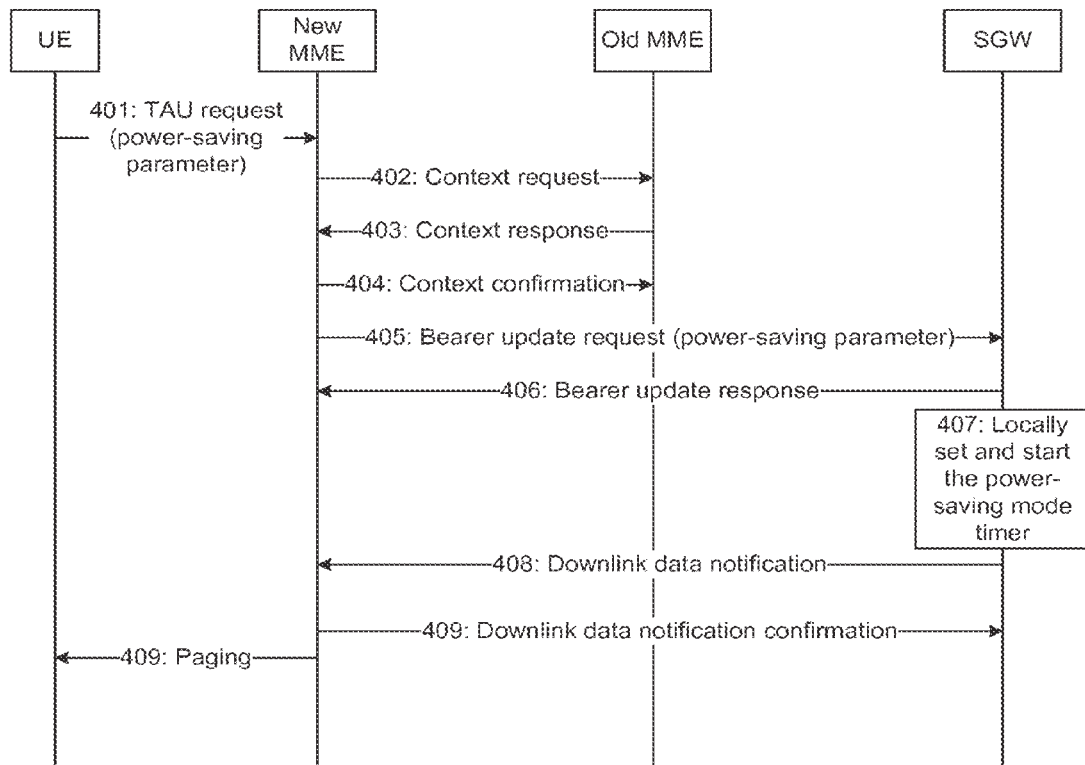 UE
New
MME
Old MME
SGW
401: TAU request
(power-saving
parameter)
402: Context request
403: Context response
404: Context confirmation
405: Bearer update request (power-saving parameter)
406: Bearer update response
407: Locally
set and start
the power-
saving mode
timer
408: Downlink data notification
409: Downlink data notification confirmation
409: Paging